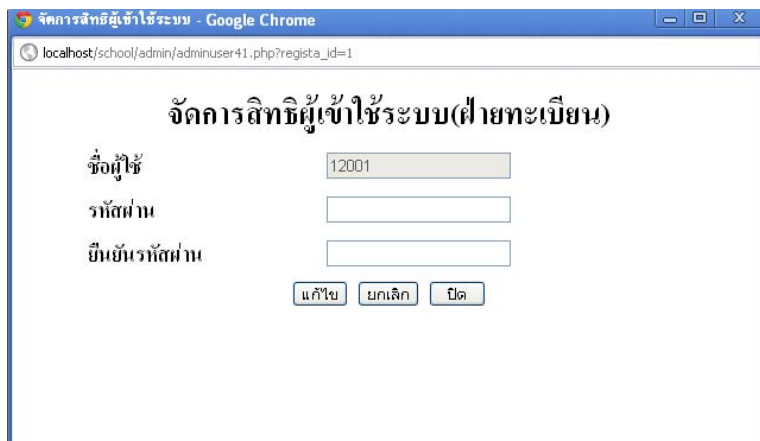 จัดการสิทธิผู้เข้าใช้ระบบ - Google Chrome
localhost/school/admin/adminuser41.php?regista_id=1
จัดการสิทธิผู้เข้าใช้ระบบ(ฝ่ายทะเบียน)
ชื่อผู้ใช้ 12001
รหัสผ่าน
ยืนยันรหัสผ่าน
แก้ไข ยกเลิก ปิด